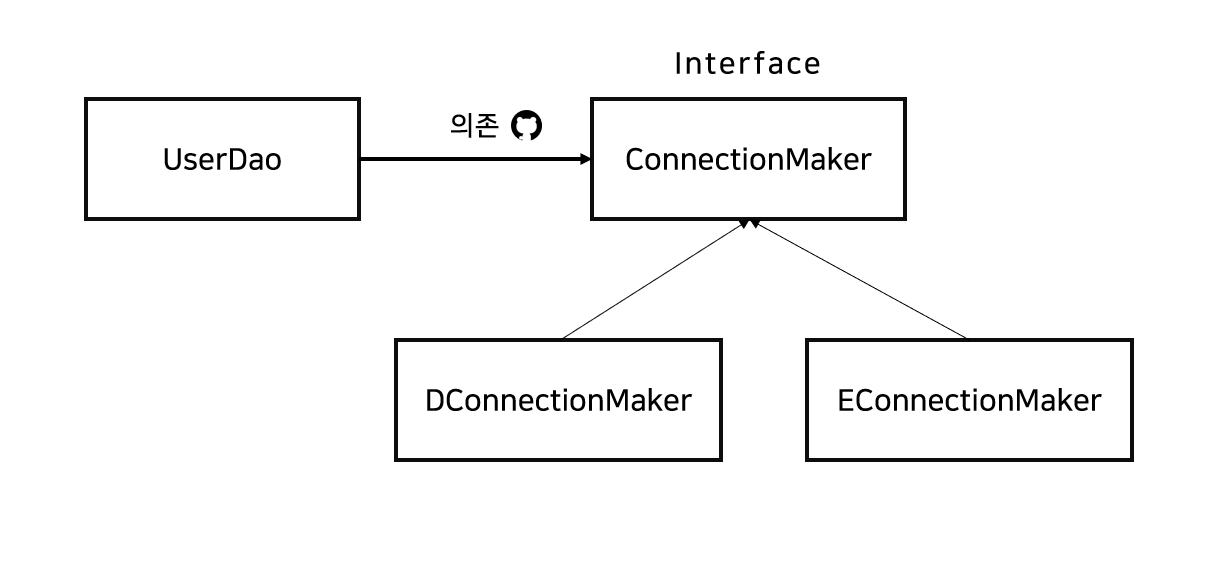 Interface
의존
UserDao
ConnectionMaker
DConnectionMaker
EConnectionMaker